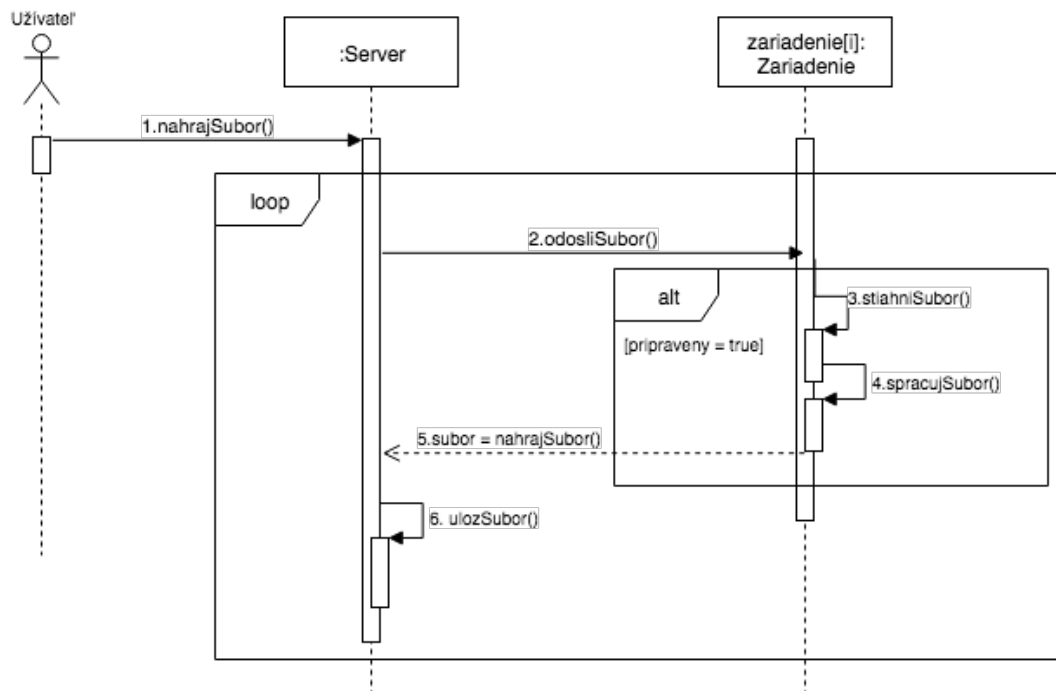 Užívateľ
:Server
zariadenie[i]:
Zariadenie
1.nahrajSubor()
loop
2.odosliSubor()
alt
3.stiahniSubor()
[pripraveny = true]
4.spracujSubor()
5.subor = nahrajSubor()
6. ulozSubor()